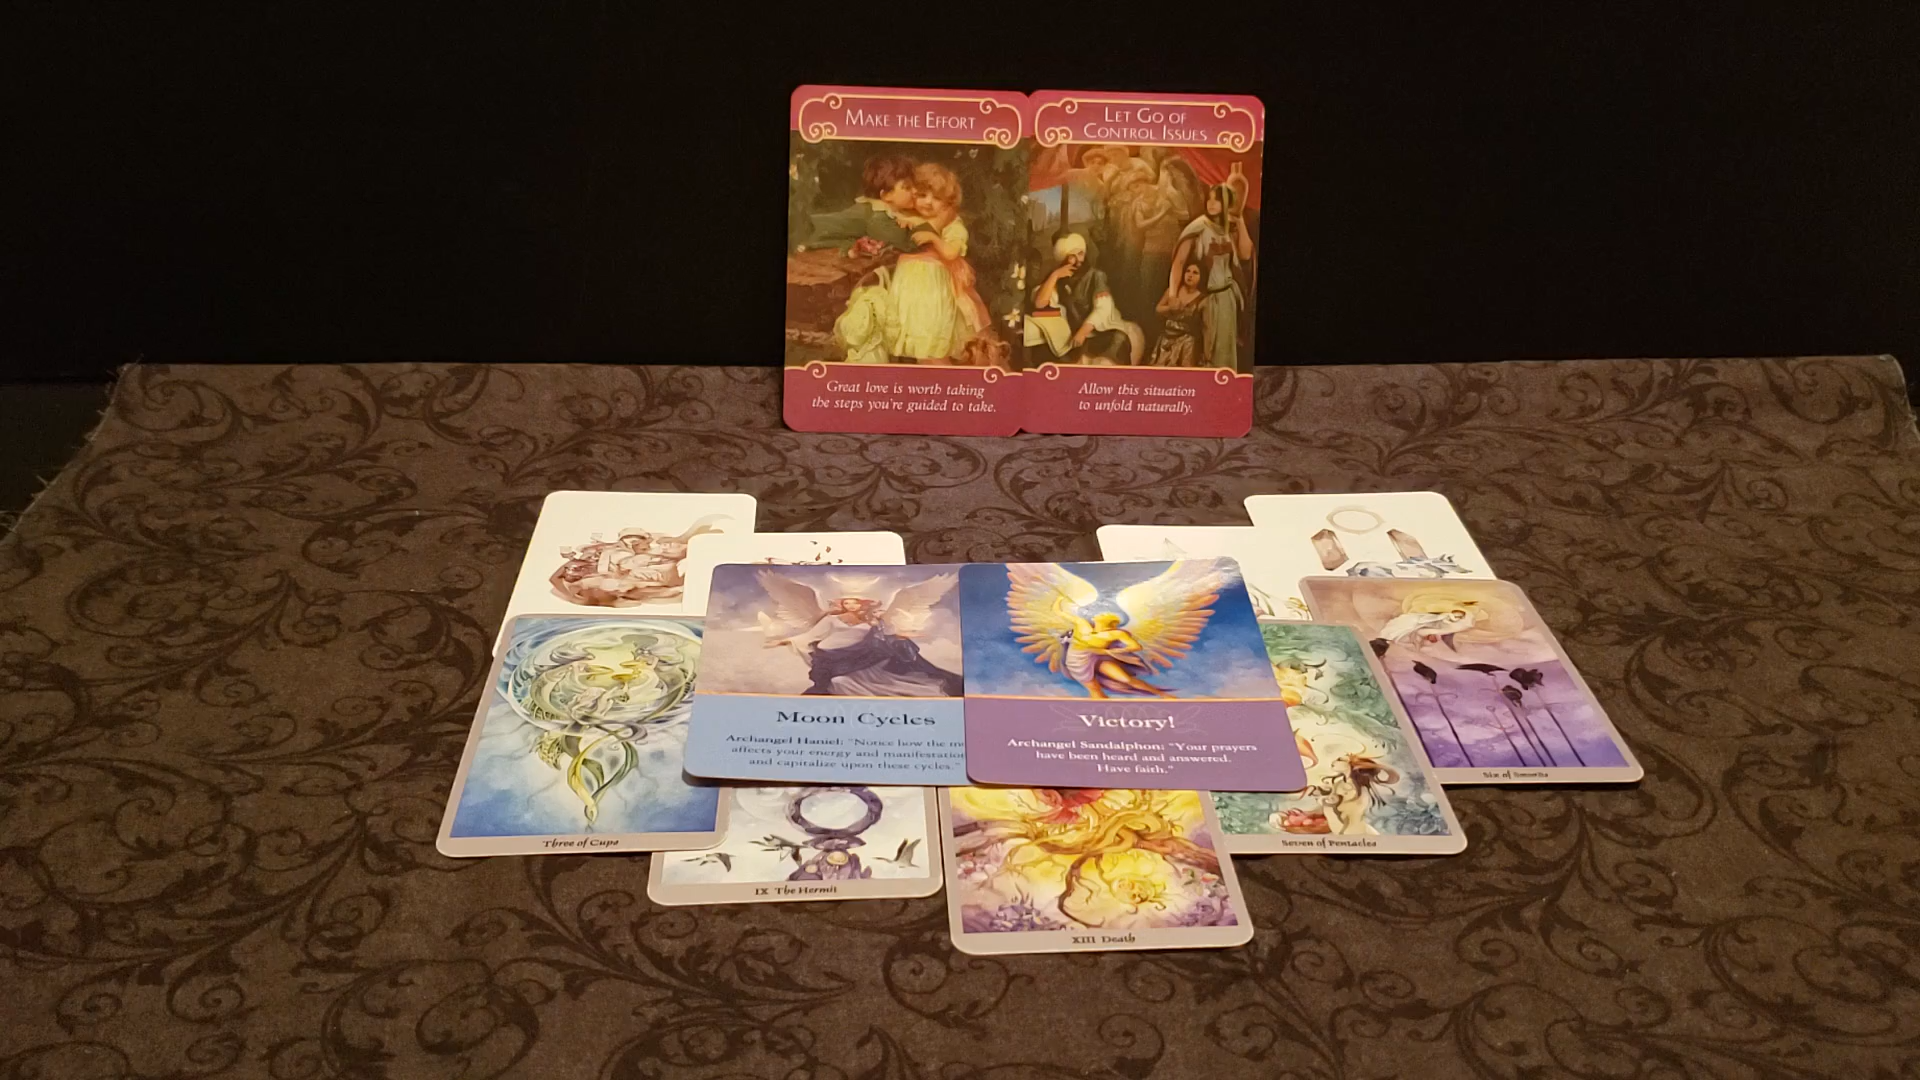 MAKE THE EFFORT
Great love is worth taking
the steps you're guided to take.
LET GO OF
CONTROL ISSUES
Allow this situation
to unfold naturally.
Moon Cycles
Archangel Haniel: "Notice how the
affects your energy and
and capitalize upon these cycles."
Victory!
Archangel Sandalphon: "Your prayers
have been heard and answered.
Have faith."
Three of Cups
IX The Hermit
XIII Death
Seven of Pentacles
Six of Swords